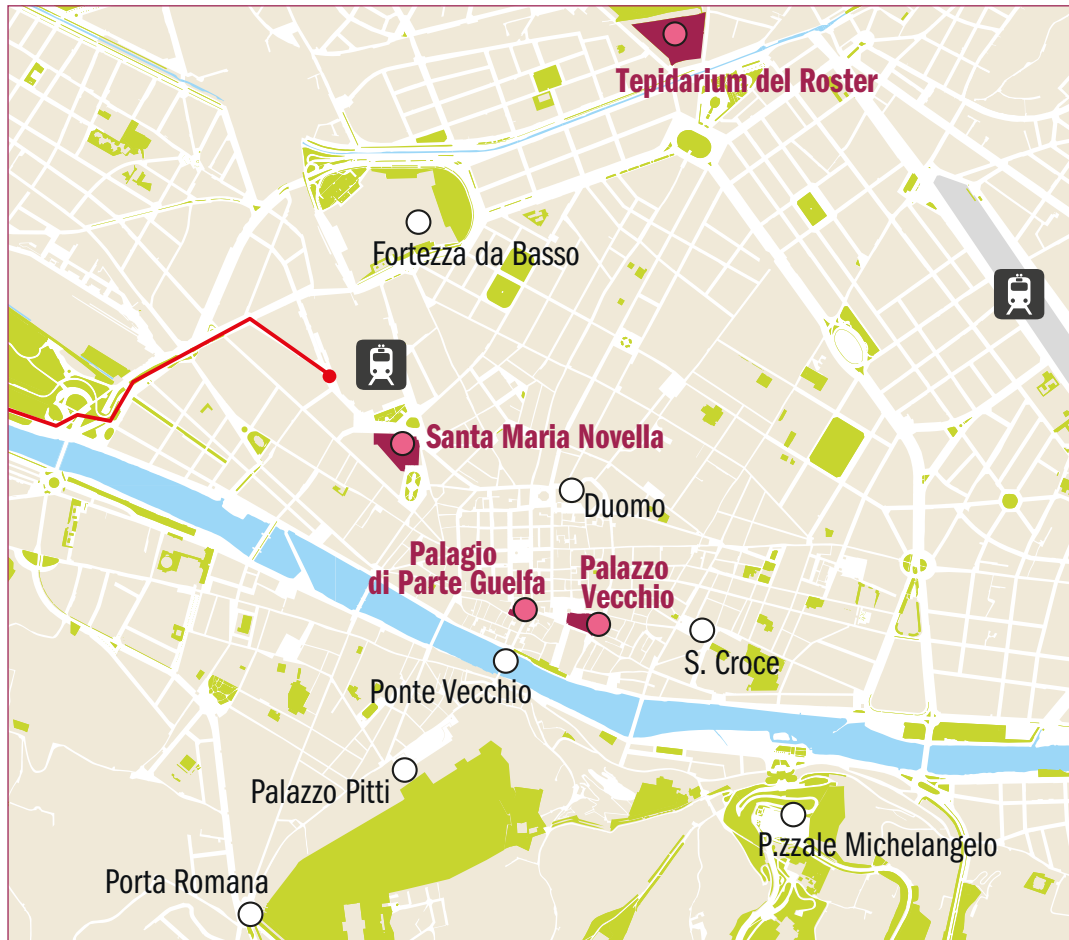 Tepidarium del Roster
Fortezza da Basso
Santa Maria Novella
Duomo
Palagio
di Parte Guelfa
Palazzo
Vecchio
S. Croce
Ponte Vecchio
Palazzo Pitti
P.zzale Michelangelo
Porta Romana